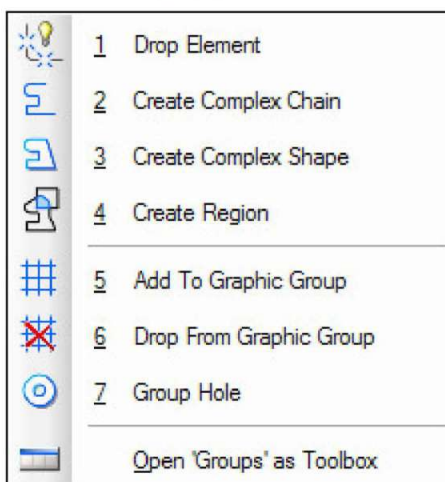 1 Drop Element
2 Create Complex Chain
3 Create Complex Shape
4 Create Region
5 Add To Graphic Group
6 Drop From Graphic Group
7 Group Hole
Open 'Groups' as Toolbox